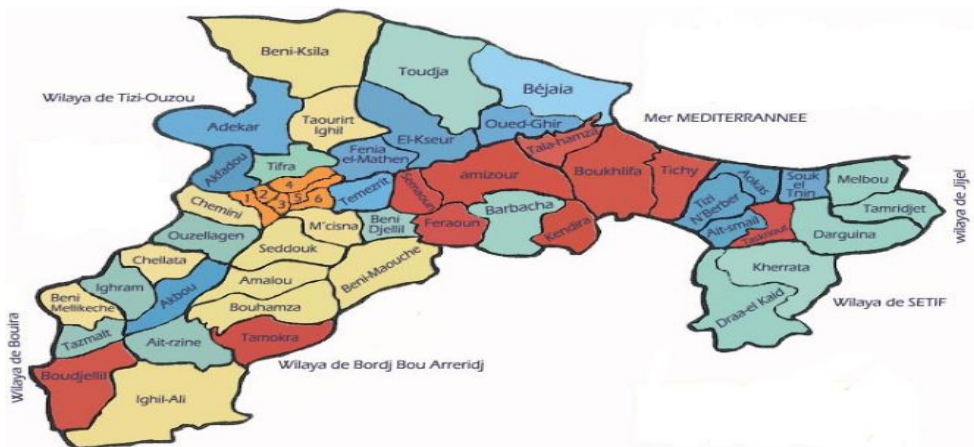 Beni-Ksila
Toudja
Béjaia
Wilaya de Tizi-Ouzou
Mer MEDITERRANNEE
Adekar
Taourirt
Ighil
El-Kseur
Oued-Ghir
Tala-hamza
Fenia
el-Mathen
Tifra
Akfadou
amizour
Boukhlifa
Tichy
Aokas
Souk
el
Tnin
Melbou
wilaya de Jijel
Tizi
N'Berber
Tamridjet
Temezrit
Semaoun
1
2
3
4
5
6
Chemini
Barbacha
Beni
Djellil
Feraoun
Kendira
Ait-smail
Taskriout
Darguina
M'cisna
Ouzellagen
Seddouk
Chellata
Beni-Maouche
Kherrata
Amalou
Ighram
Akbou
Beni
Mellikeche
Bouhamza
Draa-el Kaid
Wilaya de SETIF
Tazmalt
Ait-rzine
Tamokra
Wilaya de Bouira
Wilaya de Bordj Bou Arreridj
Boudjellil
Ighil-Ali